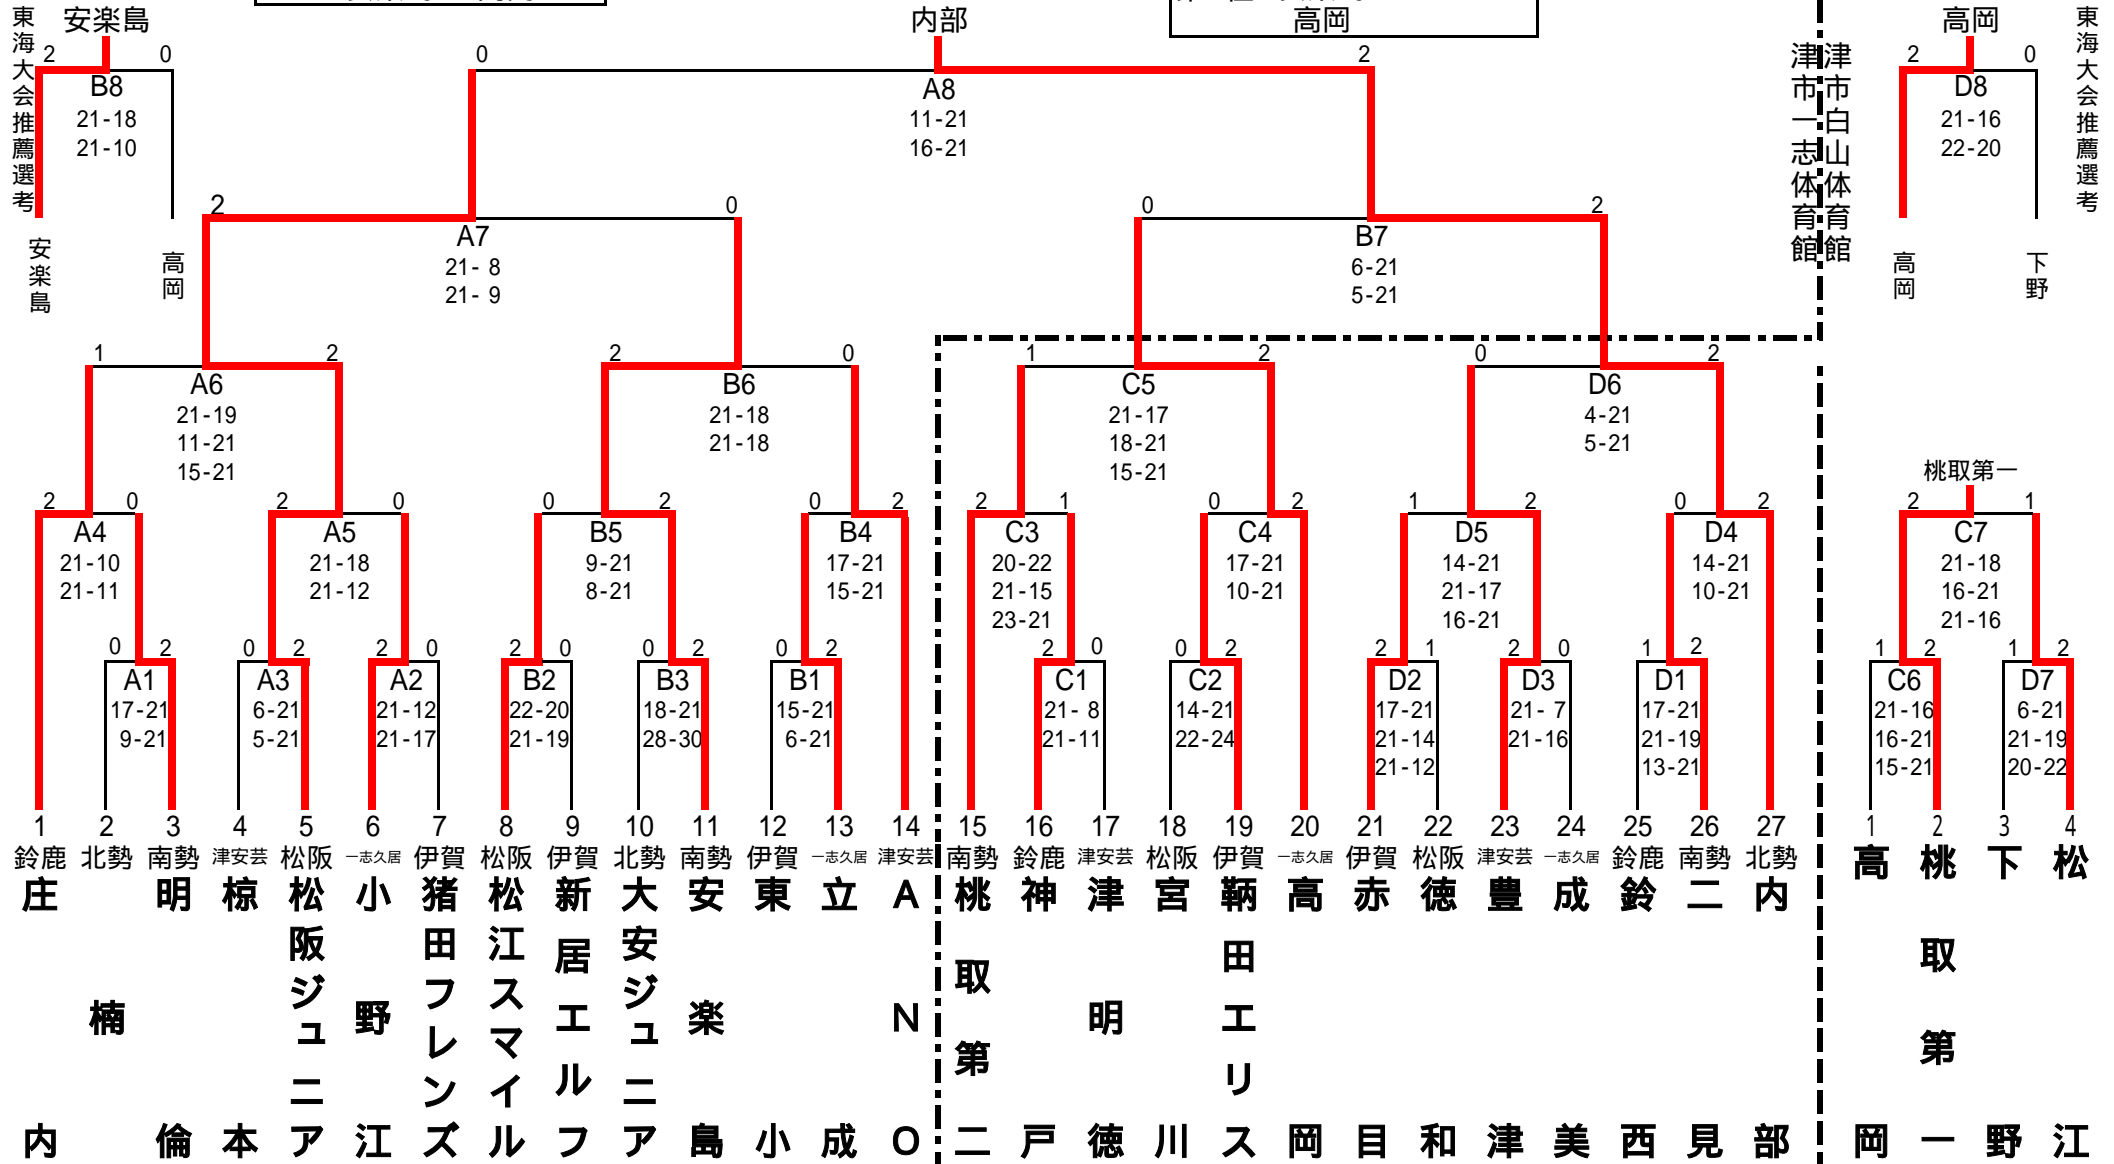 安楽島
内部
高岡
高岡
東海大会推薦選考
2 0
B8
21-18
21-10
安楽島
高岡
0 2
A8
11-21
16-21
津市一志体育館
津市白山体育館
2 0
D8
21-16
22-20
高岡
下野
東海大会推薦選考
2 0
A7
21- 8
21- 9
0 2
B7
6-21
5-21
1 2
A6
21-19
11-21
15-21
2 0
B6
21-18
21-18
1 2
C5
21-17
18-21
15-21
0 2
D6
4-21
5-21
2 0
A4
21-10
21-11
2 0
A5
21-18
21-12
0 2
B5
9-21
8-21
0 2
B4
17-21
15-21
2 1
C3
20-22
21-15
23-21
0 2
C4
17-21
10-21
1 2
D5
14-21
21-17
16-21
0 2
D4
14-21
10-21
桃取第一
2 1
C7
21-18
16-21
21-16
0 2
A1
17-21
9-21
0 2
A3
6-21
5-21
2 0
A2
21-12
21-17
2 0
B2
22-20
21-19
0 2
B3
18-21
28-30
0 2
B1
15-21
6-21
2 0
C1
21- 8
21-11
0 2
C2
14-21
22-24
2 1
D2
17-21
21-14
21-12
2 0
D3
21- 7
21-16
1 2
D1
17-21
21-19
13-21
1 2
C6
21-16
16-21
15-21
1 2
D7
6-21
21-19
20-22
1 2 3 4 5 6 7 8 9 10 11 12 13 14 15 16 17 18 19 20 21 22 23 24 25 26 27 1 2 3 4
鈴鹿 北勢 南勢 津安芸 松阪 一志久居 伊賀 松阪 伊賀 北勢 南勢 伊賀 一志久居 津安芸 南勢 鈴鹿 津安芸 松阪 伊賀 一志久居 伊賀 松阪 津安芸 一志久居 鈴鹿 南勢 北勢
庄内
楠
明倫
椋本
松阪ジュニア
小野江
猪田フレンズ
松江スマイル
新居エルフ
大安ジュニア
安楽島
東小
立成
ANO
桃取第二
神戸
津明徳
宮川
鞆田エリス
高岡
赤目
徳和
豊津
成美
鈴西
二見
内部
高岡
桃取第一
下野
松江